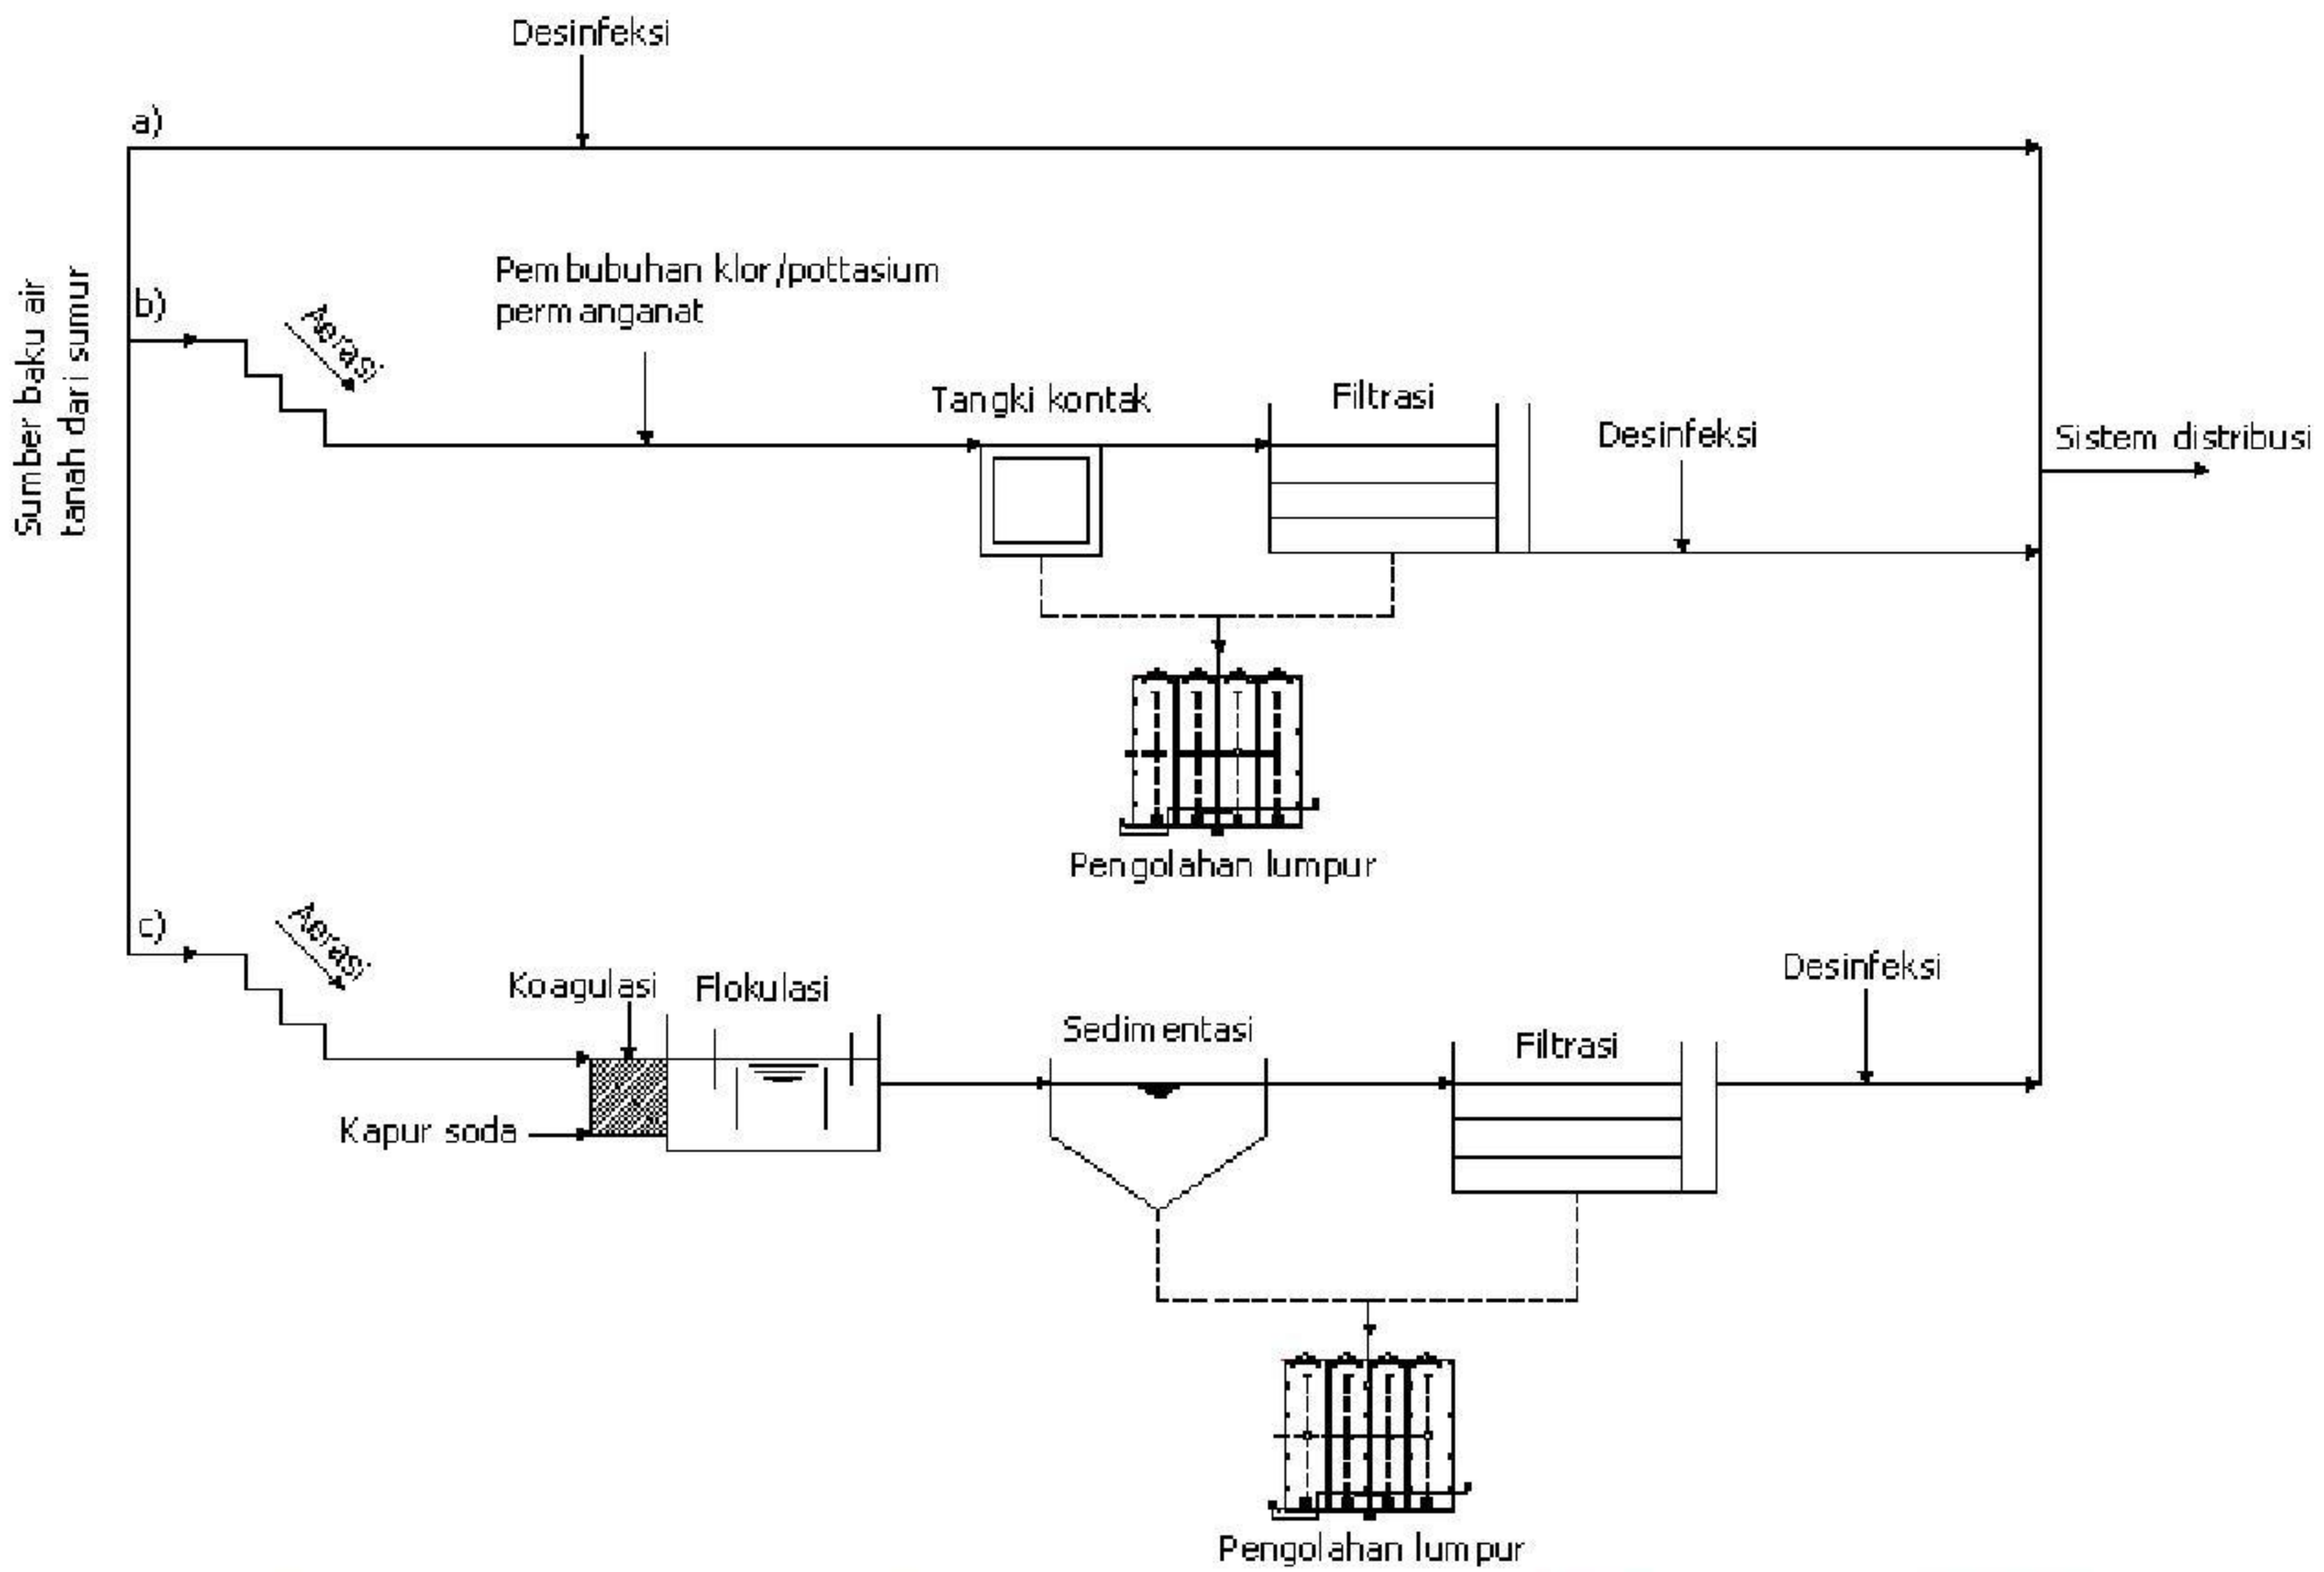 Desinfeksi
a)
Sumber baku air
tanah dari sumur
b)
Aerasi
Pembubuhan klor/pottasium
permanganat
Tangki kontak
Filtrasi
Desinfeksi
Sistem distribusi
Pengolahan lumpur
c)
Aerasi
Koagulasi
Flokulasi
Kapur soda
Sedimentasi
Filtrasi
Desinfeksi
Pengolahan lumpur